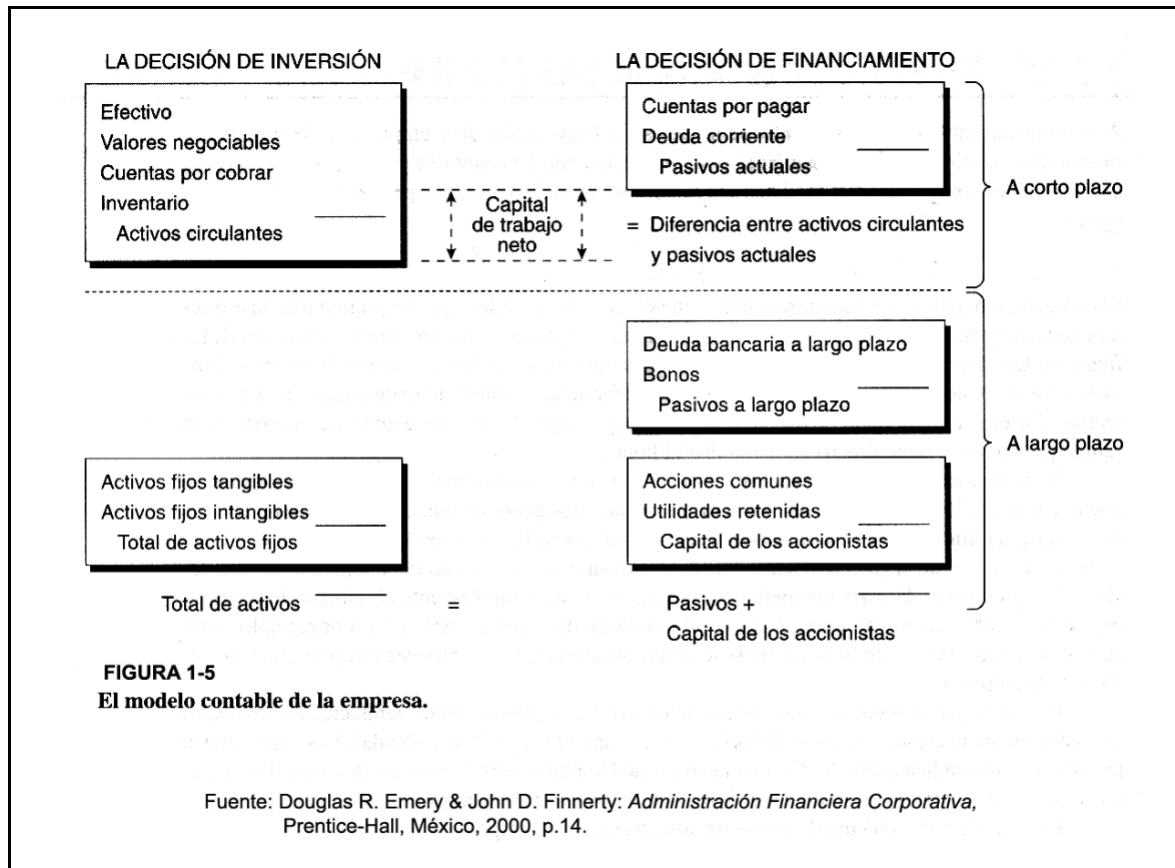 LA DECISIÓN DE INVERSIÓN
Efectivo
Valores negociables
Cuentas por cobrar
Inventario
Activos circulantes
Capital
de trabajo
neto
LA DECISIÓN DE FINANCIAMIENTO
Cuentas por pagar
Deuda corriente
Pasivos actuales
= Diferencia entre activos circulantes
y pasivos actuales
A corto plazo
Deuda bancaria a largo plazo
Bonos
Pasivos a largo plazo
A largo plazo
Activos fijos tangibles
Activos fijos intangibles
Total de activos fijos
Acciones comunes
Utilidades retenidas
Capital de los accionistas
Total de activos = Pasivos +
Capital de los accionistas
FIGURA 1-5
El modelo contable de la empresa.
Fuente: Douglas R. Emery & John D. Finnerty: Administración Financiera Corporativa,
Prentice-Hall, México, 2000, p.14.